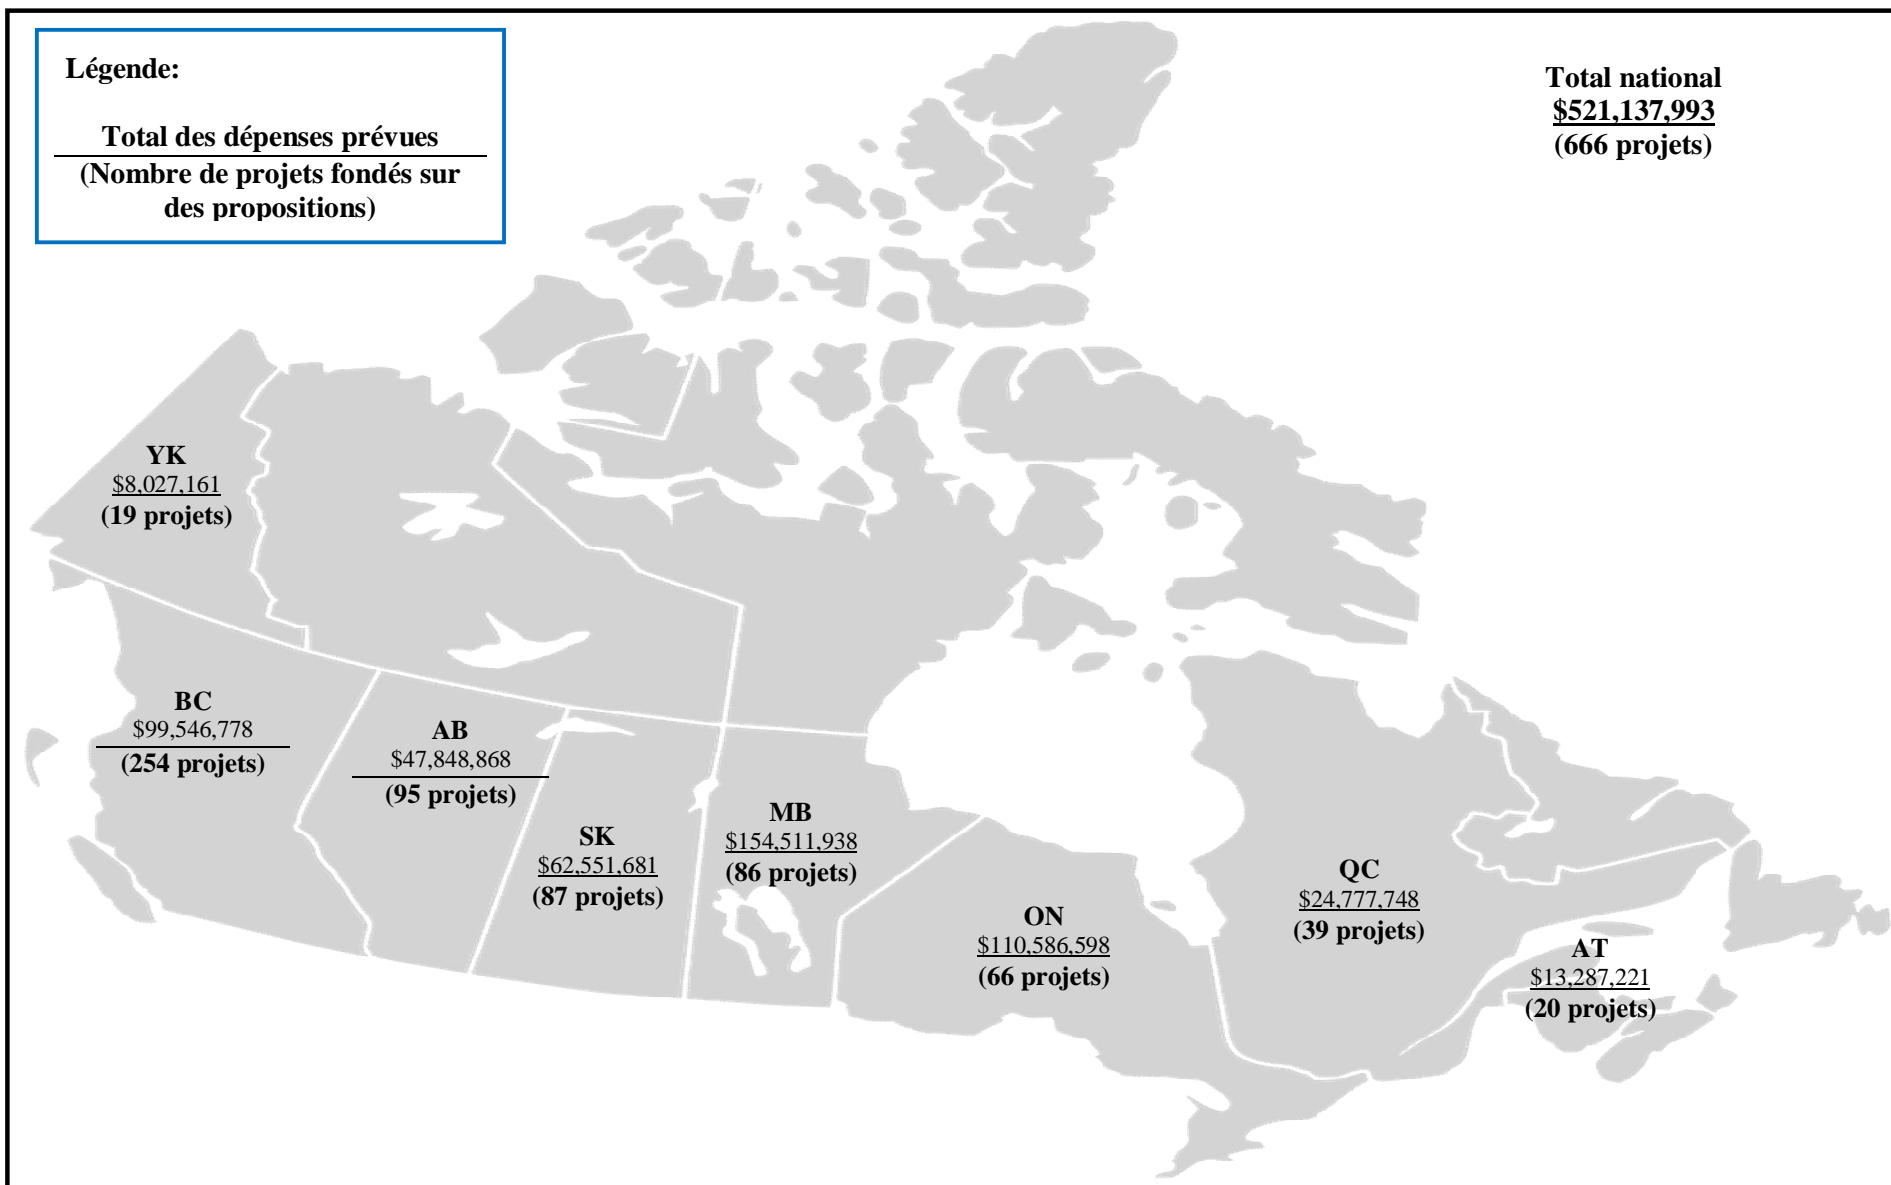 Légende:
Total des dépenses prévues
(Nombre de projets fondés sur
des propositions)
Total national
$521,137,993
(666 projets)
YK
$8,027,161
(19 projets)
BC
$99,546,778
(254 projets)
AB
$47,848,868
(95 projets)
SK
$62,551,681
(87 projets)
MB
$154,511,938
(86 projets)
ON
$110,586,598
(66 projets)
QC
$24,777,748
(39 projets)
AT
$13,287,221
(20 projets)